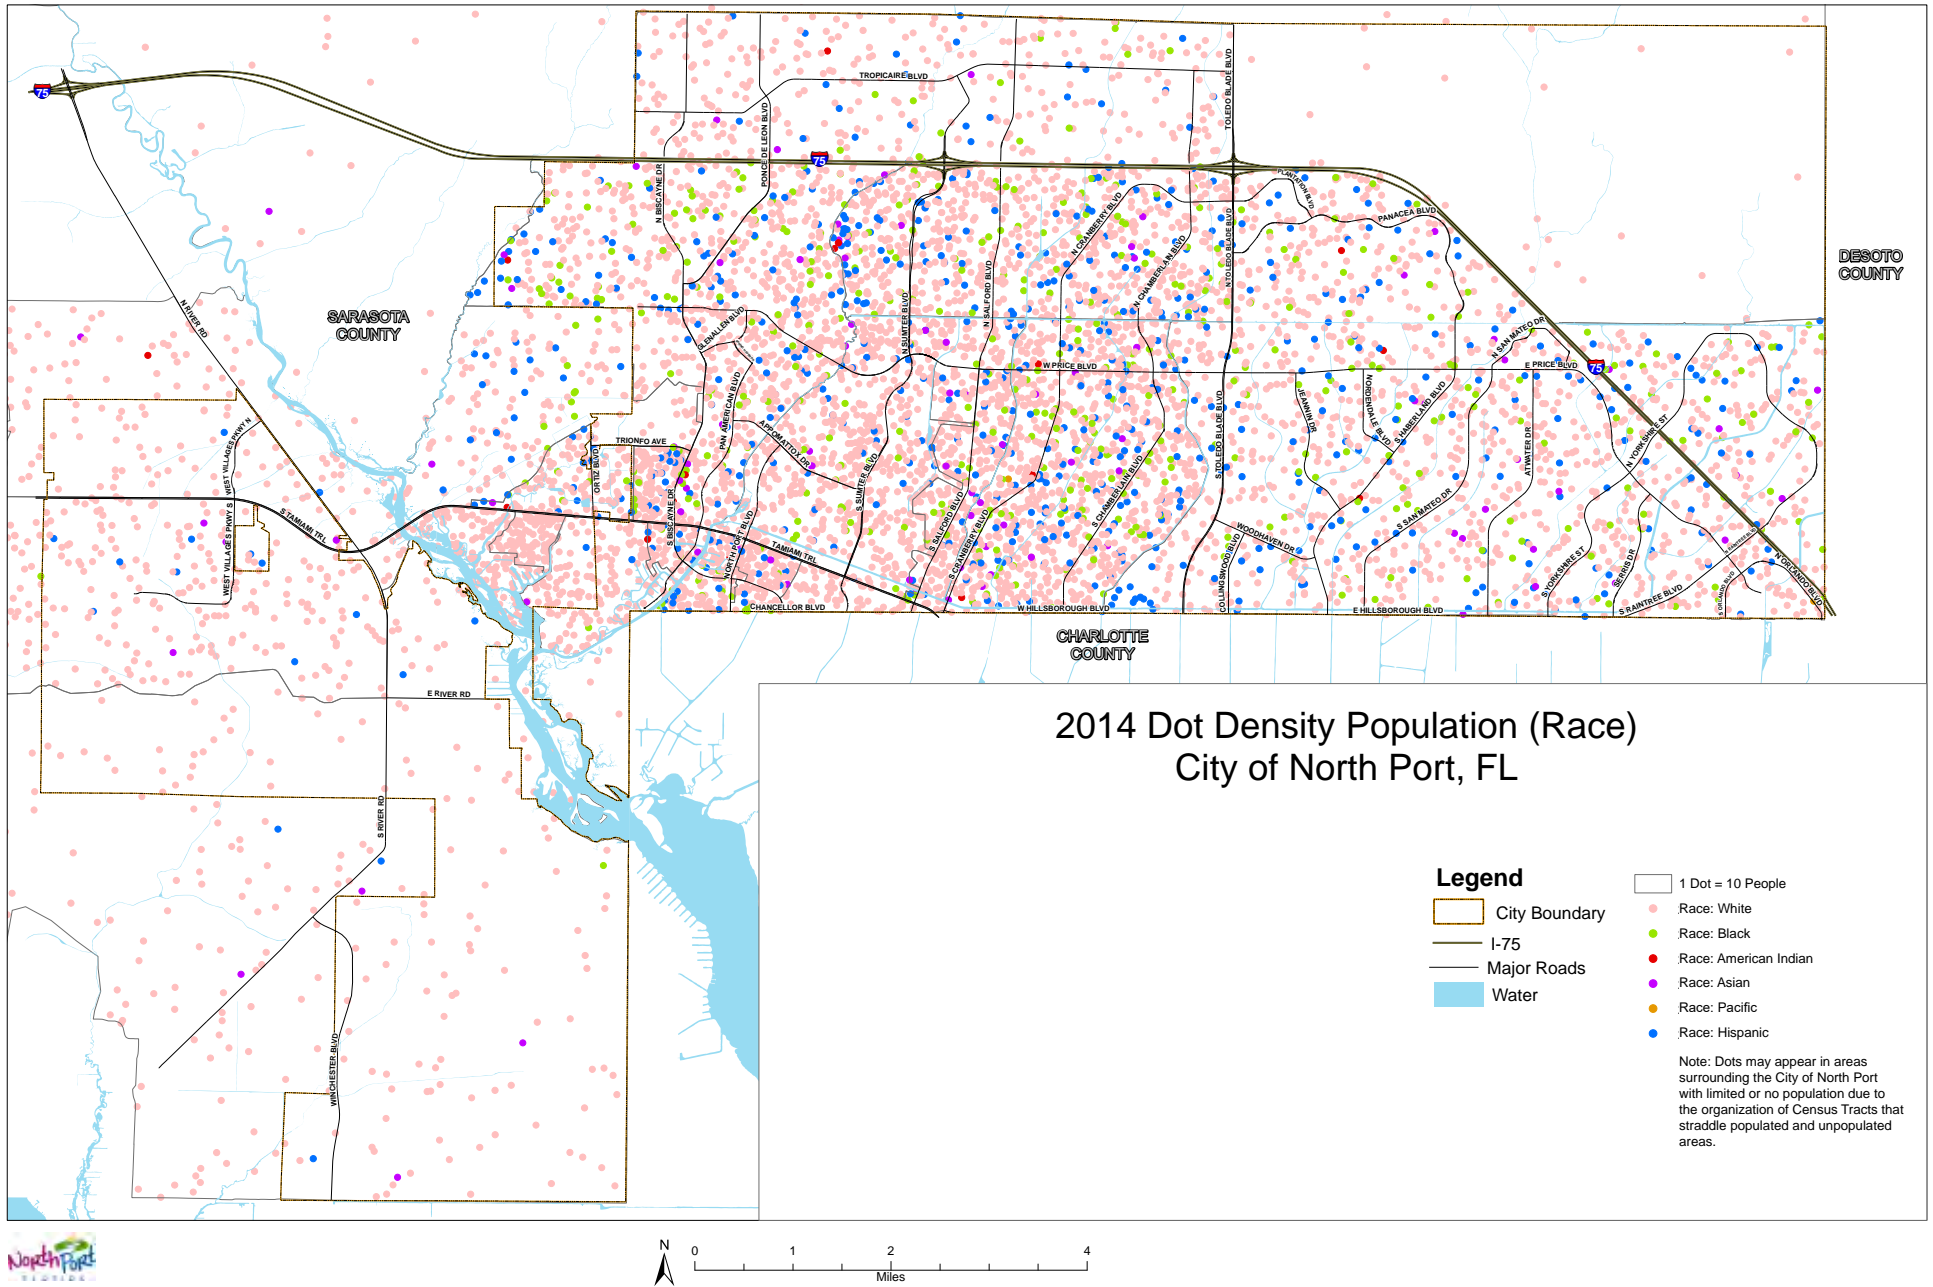 75
TROPICAIRE BLVD
TOLEDO BLADE BLVD
PONCE DE LEON BLVD
75
N BISCAYNE DR
PLANTATION BLVD
PANACEA BLVD
N CRANBERRY BLVD
N TOLEDO BLADE BLVD
N CHAMBERLAIN BLVD
N SALFORD BLVD
N SUMTER BLVD
DESOTO
COUNTY
SARASOTA
COUNTY
N RIVER RD
GLENALLEN BLVD
N SAN MATEO DR
W PRICE BLVD
E PRICE BLVD
75
PAN AMERICAN BLVD
JEANNIN DR
NORDENDALE BLVD
S HABERLAND BLVD
S TOLEDO BLADE BLVD
N YORKSHIRE ST
ATWATER DR
APPOMATTOX DR
TRIONFO AVE
ORTIZ BLVD
WEST VILLAGES PKWY N
WEST VILLAGES PKWY S
S TAMIAMI TRL
S BISCAYNE DR
S SUMTER BLVD
S CHAMBERLAIN BLVD
S SAN MATEO DR
S SALFORD BLVD
S CRANBERRY BLVD
NORTH PORT BLVD
TAMIAMI TRL
WOODHAVEN DR
COLLINGSWOOD BLVD
S YORKSHIRE ST
SERRIS DR
S RAINTREE BLVD
S ORLANDO BLVD
N ORLANDO BLVD
CHANCELLOR BLVD
W HILLSBOROUGH BLVD
E HILLSBOROUGH BLVD
CHARLOTTE
COUNTY
E RIVER RD
S RIVER RD
WINCHESTER BLVD
2014 Dot Density Population (Race)
City of North Port, FL
Legend
City Boundary
I-75
Major Roads
Water
1 Dot = 10 People
Race: White
Race: Black
Race: American Indian
Race: Asian
Race: Pacific
Race: Hispanic
Note: Dots may appear in areas
surrounding the City of North Port
with limited or no population due to
the organization of Census Tracts that
straddle populated and unpopulated
areas.
North Port
N
0 1 2 4
Miles